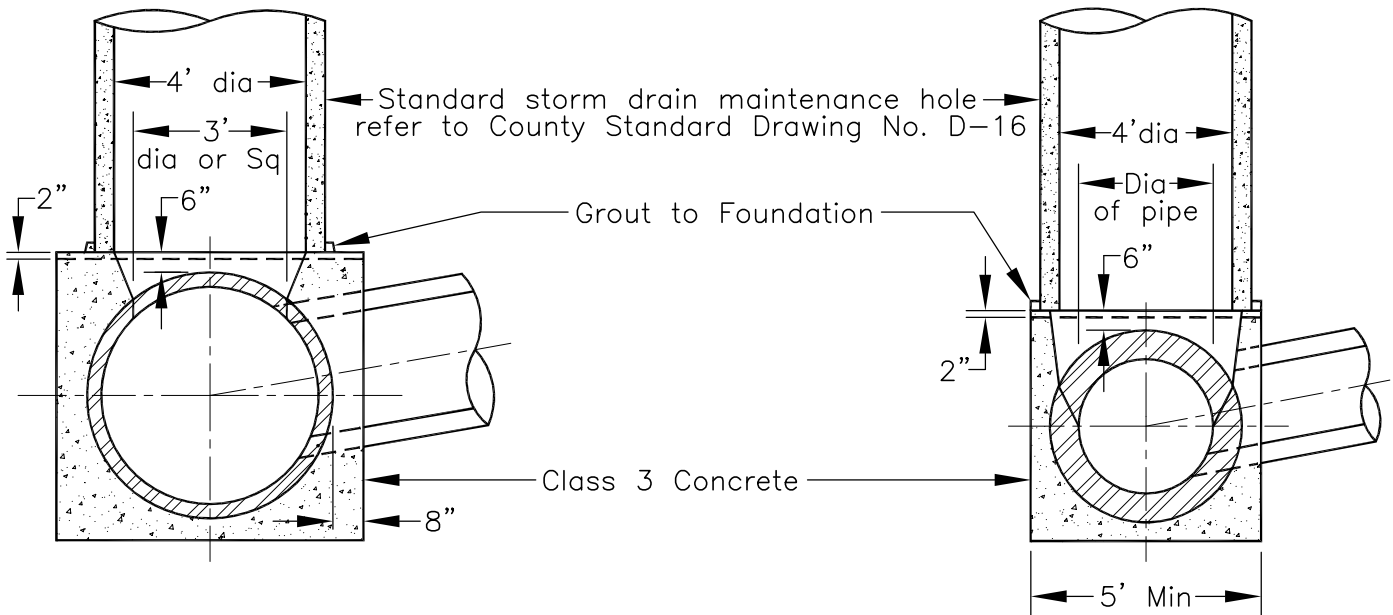 4' dia
3'
dia or Sq
2"
6"
Standard storm drain maintenance hole
refer to County Standard Drawing No. D-16
4'dia
Dia
of pipe
Grout to Foundation
6"
2"
Class 3 Concrete
8"
5' Min